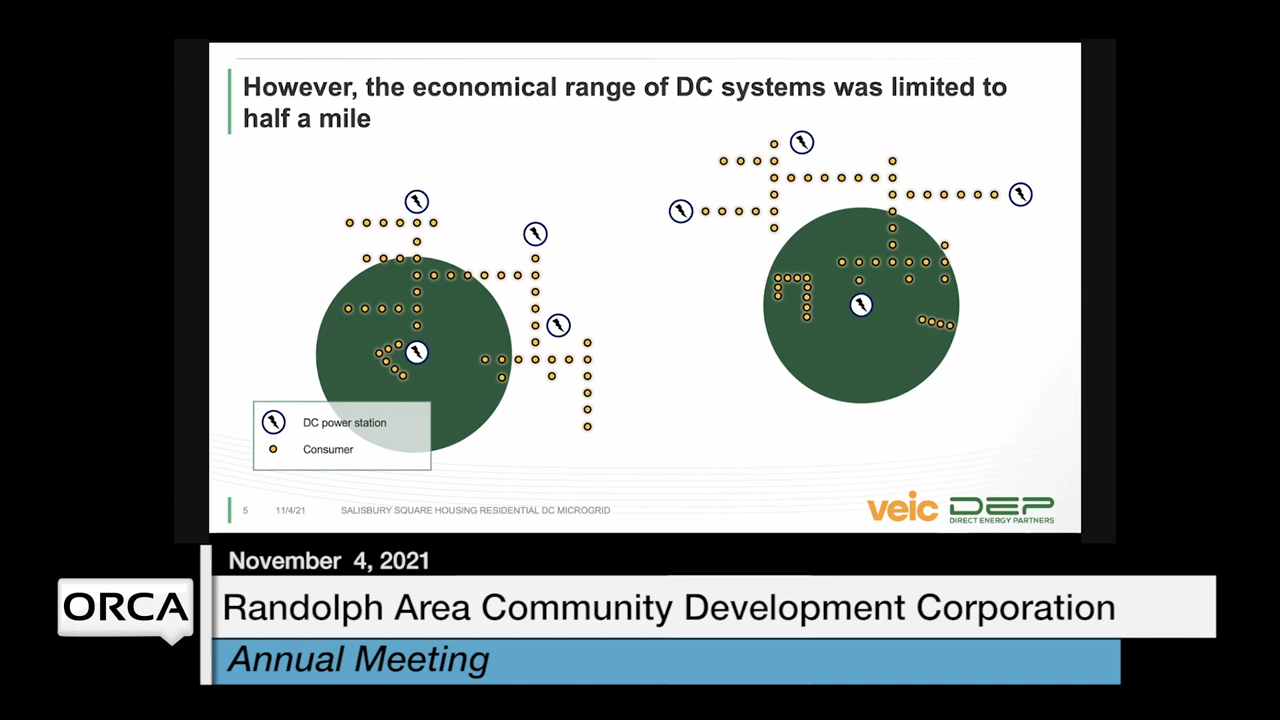 However, the economical range of DC systems was limited to
half a mile
DC power station
Consumer
5 11/4/21 SALISBURY SQUARE HOUSING RESIDENTIAL DC MICROGRID
veic DEP
DIRECT ENERGY PARTNERS
November 4, 2021
ORCA
Randolph Area Community Development Corporation
Annual Meeting